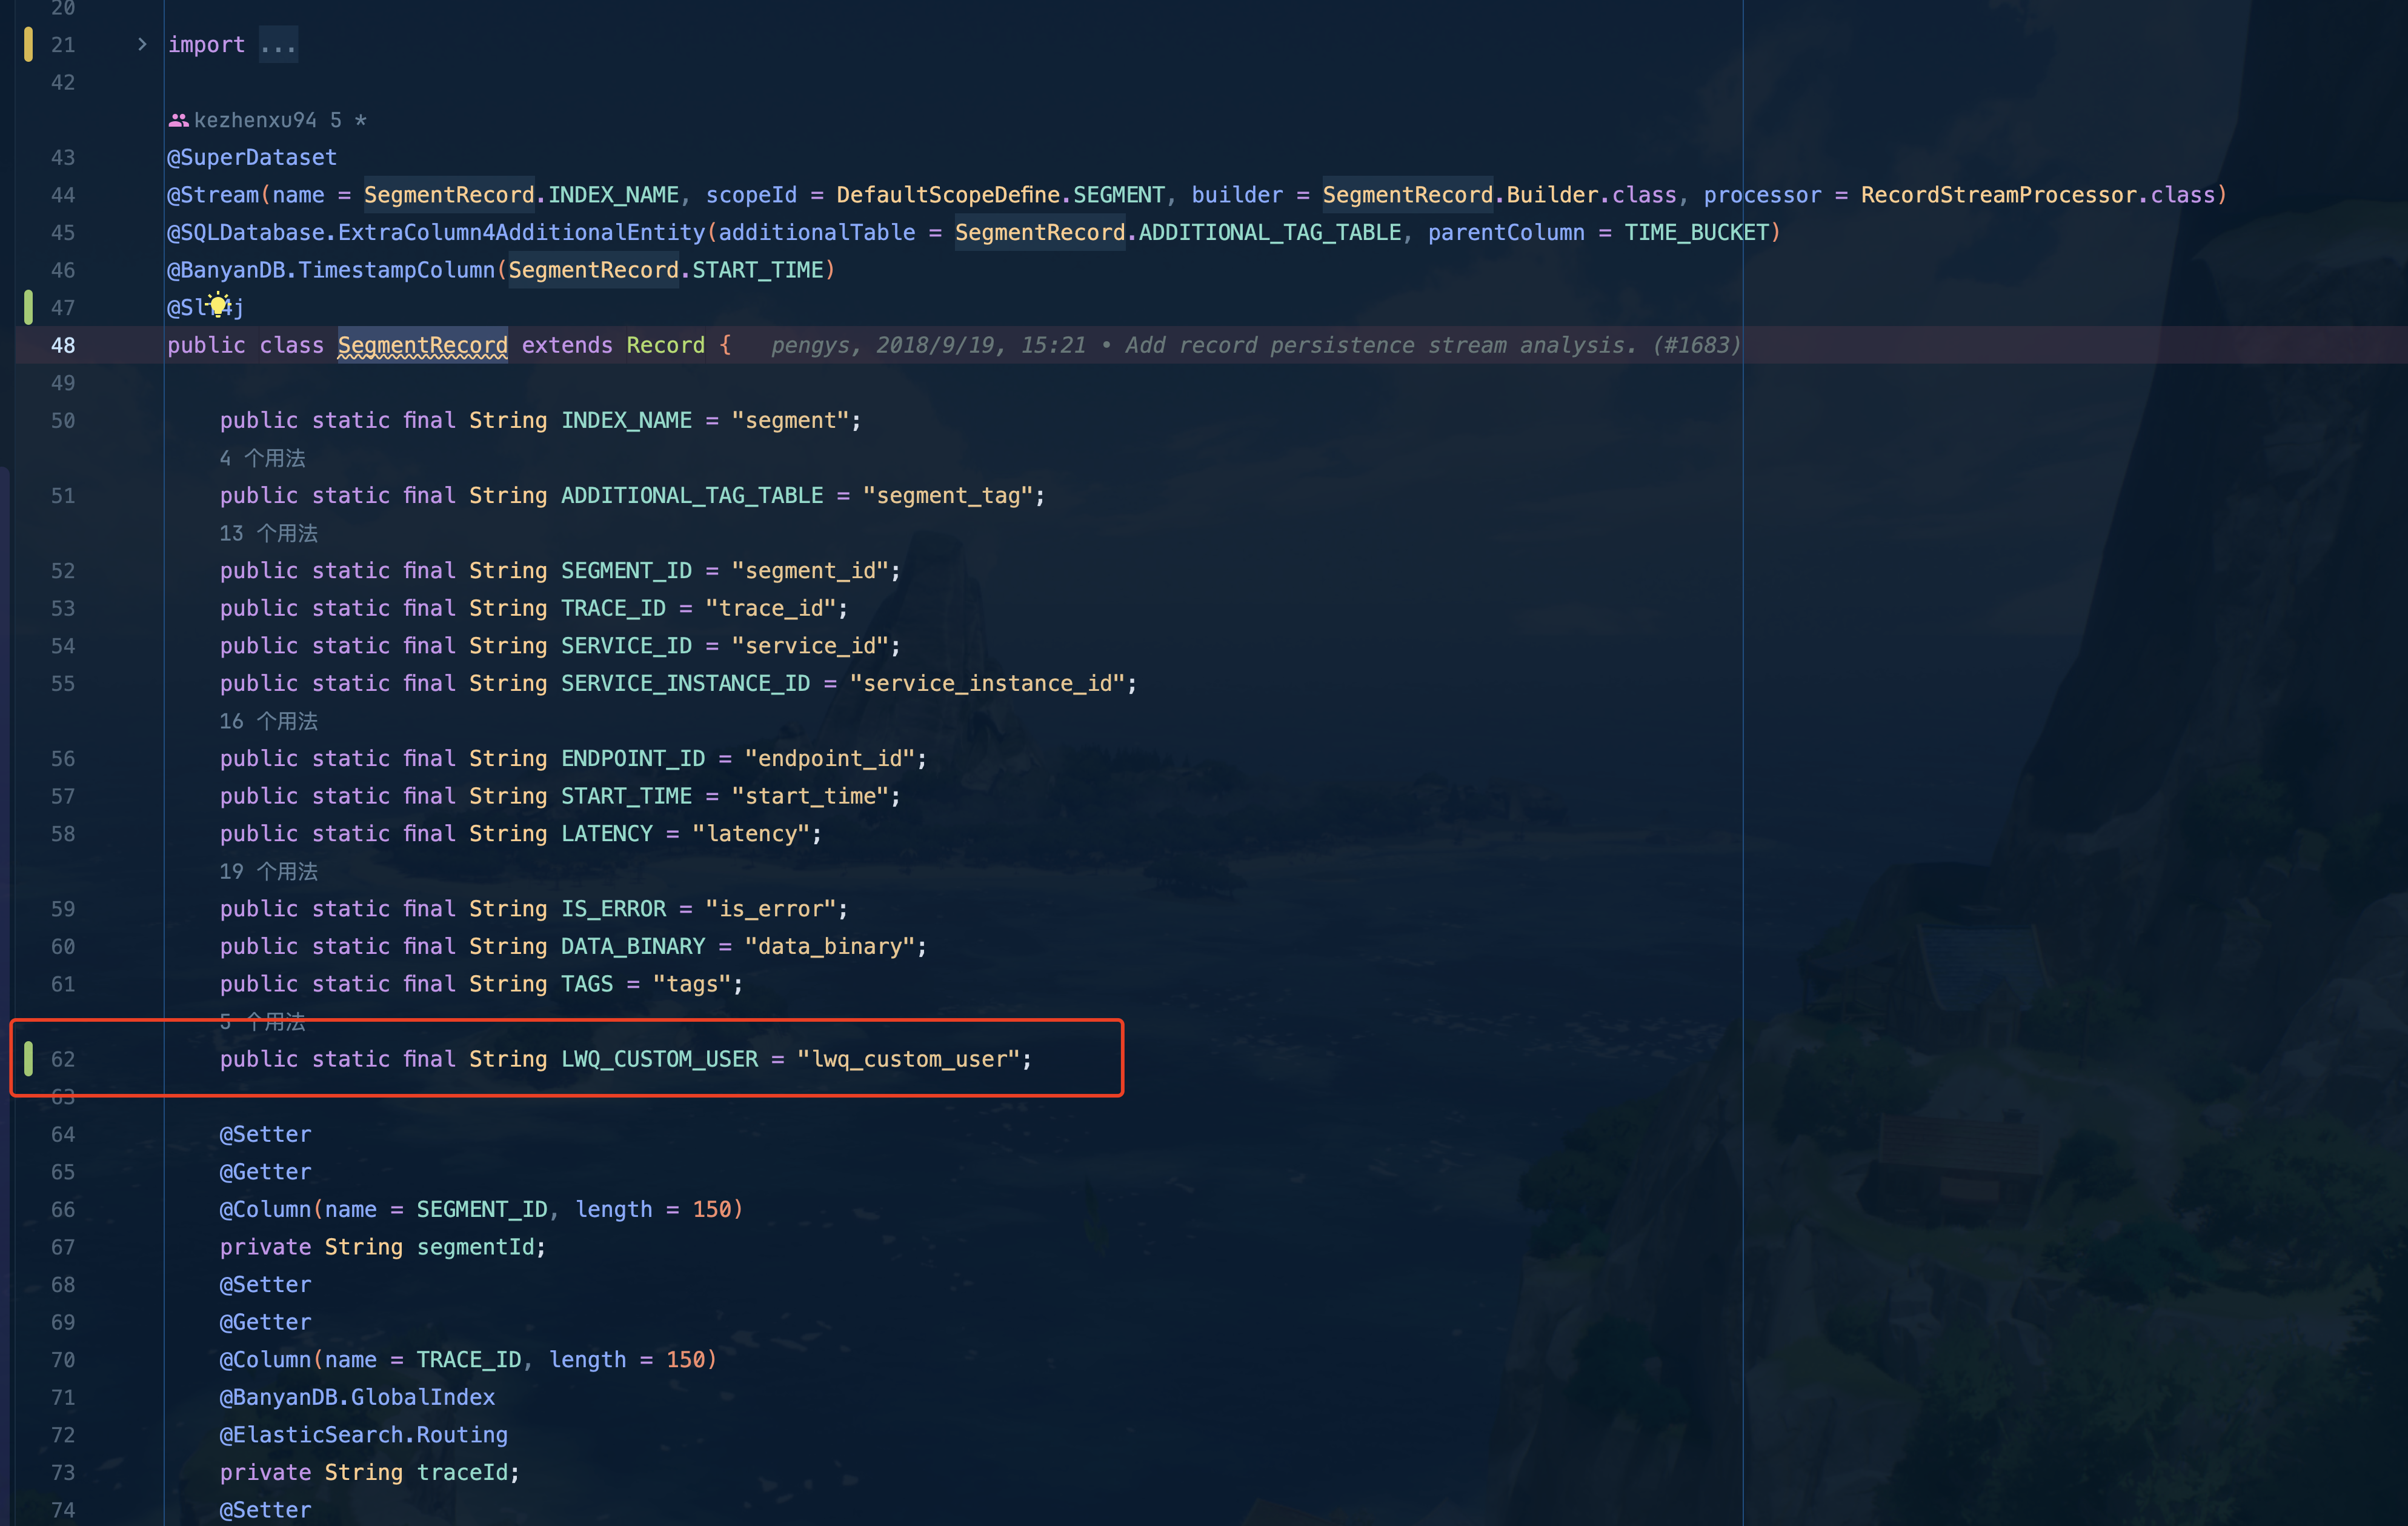 20
21 import ...
42
kezhenxu94 5 *
43 @SuperDataset
44 @Stream(name = SegmentRecord.INDEX_NAME, scopeId = DefaultScopeDefine.SEGMENT, builder = SegmentRecord.Builder.class, processor = RecordStreamProcessor.class)
45 @SQLDatabase.ExtraColumn4AdditionalEntity(additionalTable = SegmentRecord.ADDITIONAL_TAG_TABLE, parentColumn = TIME_BUCKET)
46 @BanyanDB.TimestampColumn(SegmentRecord.START_TIME)
47 @Slf4j
48 public class SegmentRecord extends Record { pengys, 2018/9/19, 15:21 • Add record persistence stream analysis. (#1683)
49
50 public static final String INDEX_NAME = "segment";
4 个用法
51 public static final String ADDITIONAL_TAG_TABLE = "segment_tag";
13 个用法
52 public static final String SEGMENT_ID = "segment_id";
53 public static final String TRACE_ID = "trace_id";
54 public static final String SERVICE_ID = "service_id";
55 public static final String SERVICE_INSTANCE_ID = "service_instance_id";
16 个用法
56 public static final String ENDPOINT_ID = "endpoint_id";
57 public static final String START_TIME = "start_time";
58 public static final String LATENCY = "latency";
19 个用法
59 public static final String IS_ERROR = "is_error";
60 public static final String DATA_BINARY = "data_binary";
61 public static final String TAGS = "tags";
5 个用法
62 public static final String LWQ_CUSTOM_USER = "lwq_custom_user";
63
64 @Setter
65 @Getter
66 @Column(name = SEGMENT_ID, length = 150)
67 private String segmentId;
68 @Setter
69 @Getter
70 @Column(name = TRACE_ID, length = 150)
71 @BanyanDB.GlobalIndex
72 @ElasticSearch.Routing
73 private String traceId;
74 @Setter